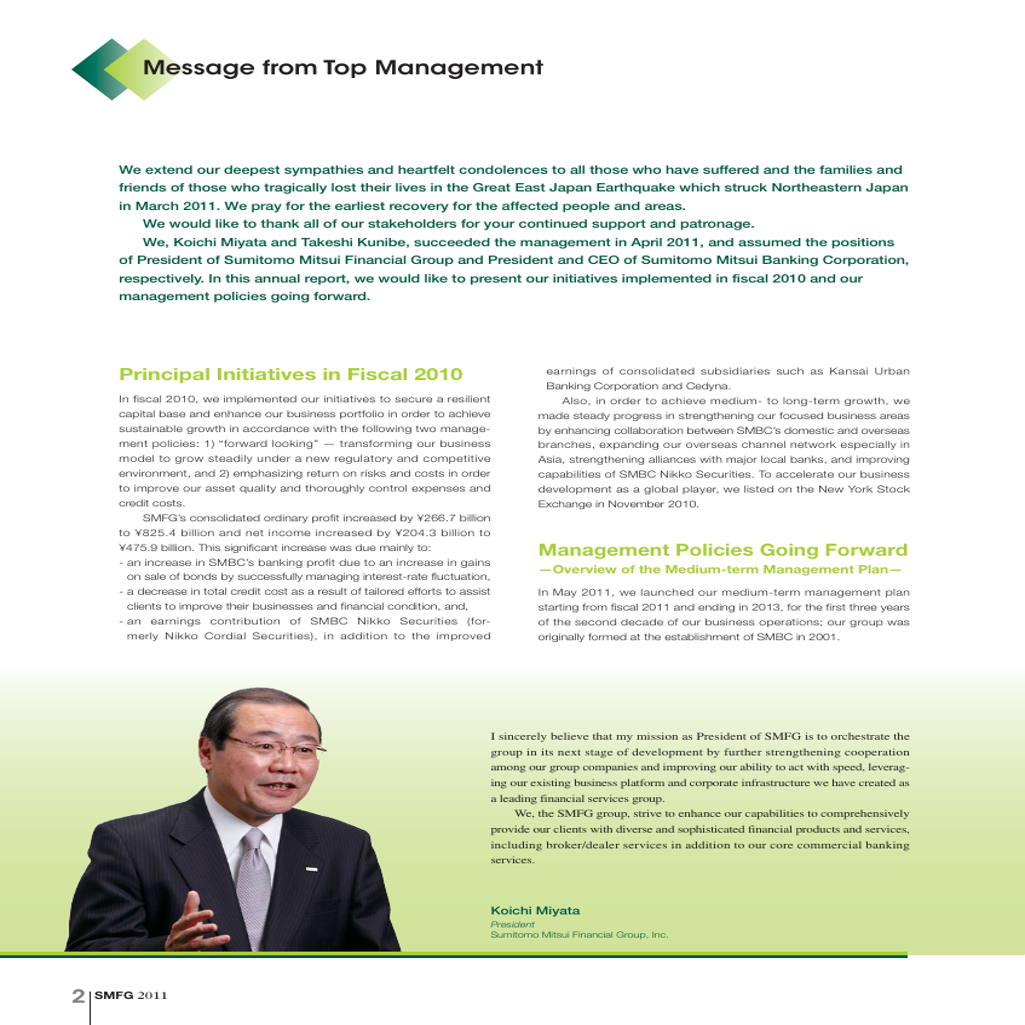 Message from Top Management
We extend our deepest sympathies and heartfelt condolences to all those who have suffered and the families and
friends of those who tragically lost their lives in the Great East Japan Earthquake which struck Northeastern Japan
in March 2011. We pray for the earliest recovery for the affected people and areas.
We would like to thank all of our stakeholders for your continued support and patronage.
We, Koichi Miyata and Takeshi Kunibe, succeeded the management in April 2011, and assumed the positions
of President of Sumitomo Mitsui Financial Group and President and CEO of Sumitomo Mitsui Banking Corporation,
respectively. In this annual report, we would like to present our initiatives implemented in fiscal 2010 and our
management policies going forward.
Principal Initiatives in Fiscal 2010
In fiscal 2010, we implemented our initiatives to secure a resilient
capital base and enhance our business portfolio in order to achieve
sustainable growth in accordance with the following two manage-
ment policies: 1) “forward looking” — transforming our business
model to grow steadily under a new regulatory and competitive
environment, and 2) emphasizing return on risks and costs in order
to improve our asset quality and thoroughly control expenses and
credit costs.
SMFG’s consolidated ordinary profit increased by ¥266.7 billion
to ¥825.4 billion and net income increased by ¥204.3 billion to
¥475.9 billion. This significant increase was due mainly to:
- an increase in SMBC’s banking profit due to an increase in gains
on sale of bonds by successfully managing interest-rate fluctuation,
- a decrease in total credit cost as a result of tailored efforts to assist
clients to improve their businesses and financial condition, and,
- an earnings contribution of SMBC Nikko Securities (for-
merly Nikko Cordial Securities), in addition to the improved
earnings of consolidated subsidiaries such as Kansai Urban
Banking Corporation and Cedyna.
Also, in order to achieve medium- to long-term growth, we
made steady progress in strengthening our focused business areas
by enhancing collaboration between SMBC’s domestic and overseas
branches, expanding our overseas channel network especially in
Asia, strengthening alliances with major local banks, and improving
capabilities of SMBC Nikko Securities. To accelerate our business
development as a global player, we listed on the New York Stock
Exchange in November 2010.
Management Policies Going Forward
—Overview of the Medium-term Management Plan—
In May 2011, we launched our medium-term management plan
starting from fiscal 2011 and ending in 2013, for the first three years
of the second decade of our business operations; our group was
originally formed at the establishment of SMBC in 2001.
I sincerely believe that my mission as President of SMFG is to orchestrate the
group in its next stage of development by further strengthening cooperation
among our group companies and improving our ability to act with speed, leverag-
ing our existing business platform and corporate infrastructure we have created as
a leading financial services group.
We, the SMFG group, strive to enhance our capabilities to comprehensively
provide our clients with diverse and sophisticated financial products and services,
including broker/dealer services in addition to our core commercial banking
services.
Koichi Miyata
President
Sumitomo Mitsui Financial Group, Inc.
2 SMFG 2011